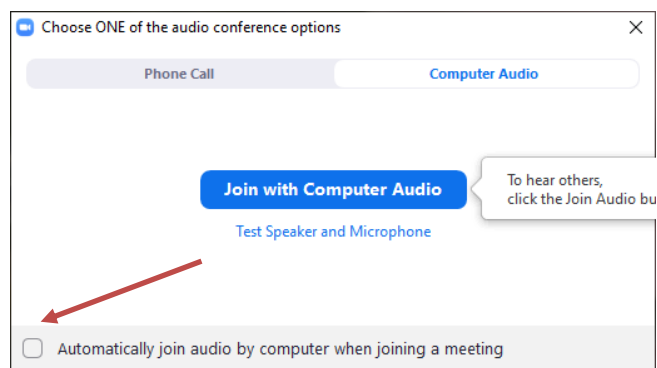 Choose ONE of the audio conference options
Phone Call
Computer Audio
Join with Computer Audio
To hear others,
click the Join Audio
Test Speaker and Microphone
Automatically join audio by computer when joining a meeting